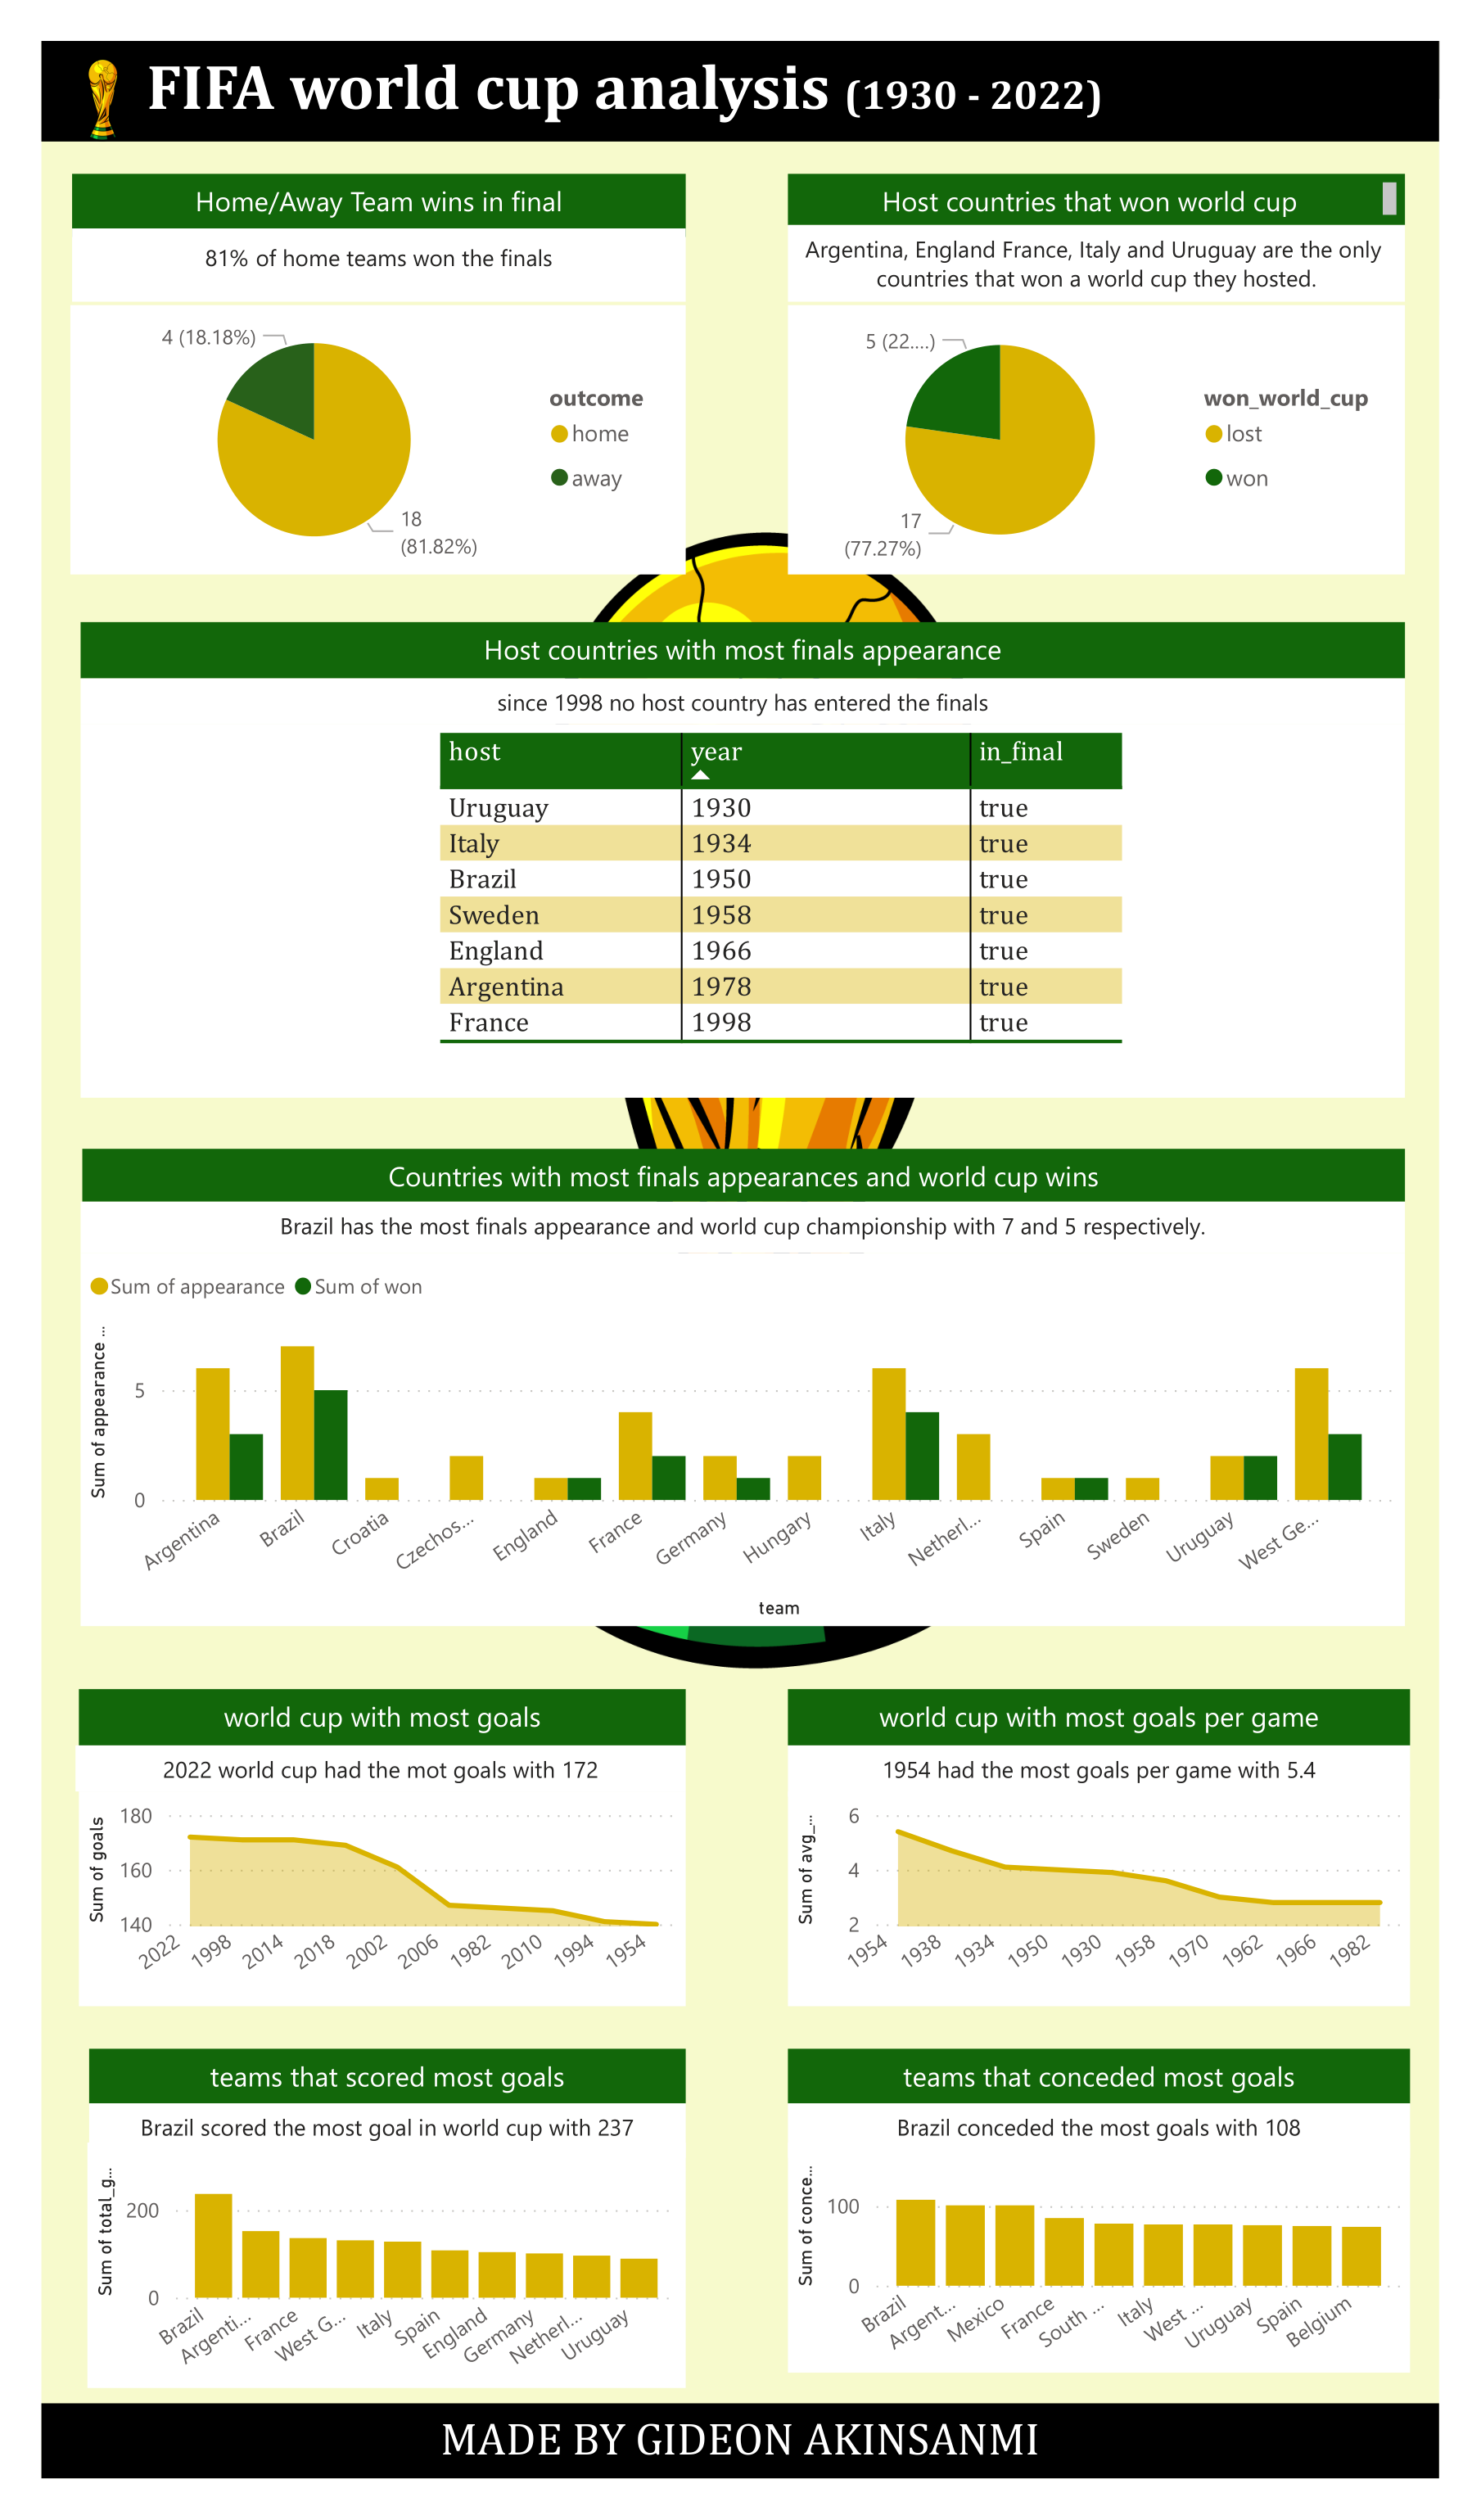 FIFA world cup analysis (1930 - 2022)
Home/Away Team wins in final
81% of home teams won the finals
4 (18.18%)
18
(81.82%)
outcome
home
away
Host countries that won world cup
Argentina, England France, Italy and Uruguay are the only
countries that won a world cup they hosted.
5 (22....)
17
(77.27%)
won_world_cup
lost
won
Host countries with most finals appearance
since 1998 no host country has entered the finals
host year in_final
Uruguay 1930 true
Italy 1934 true
Brazil 1950 true
Sweden 1958 true
England 1966 true
Argentina 1978 true
France 1998 true
Countries with most finals appearances and world cup wins
Brazil has the most finals appearance and world cup championship with 7 and 5 respectively.
Sum of appearance Sum of won
Sum of appearance ...
5
0
Argentina Brazil Croatia Czechos... England France Germany Hungary Italy Netherl... Spain Sweden Uruguay West Ge...
team
world cup with most goals
2022 world cup had the mot goals with 172
Sum of goals
180
160
140
2022 1998 2014 2018 2002 2006 1982 2010 1994 1954
world cup with most goals per game
1954 had the most goals per game with 5.4
Sum of avg_...
6
4
2
1954 1938 1934 1950 1930 1958 1970 1962 1966 1982
teams that scored most goals
Brazil scored the most goal in world cup with 237
Sum of total_g...
200
0
Brazil Argenti... France West G... Italy Spain England Germany Netherl... Uruguay
teams that conceded most goals
Brazil conceded the most goals with 108
Sum of conce...
100
0
Brazil Argent... Mexico France South ... Italy West ... Uruguay Spain Belgium
MADE BY GIDEON AKINSANMI